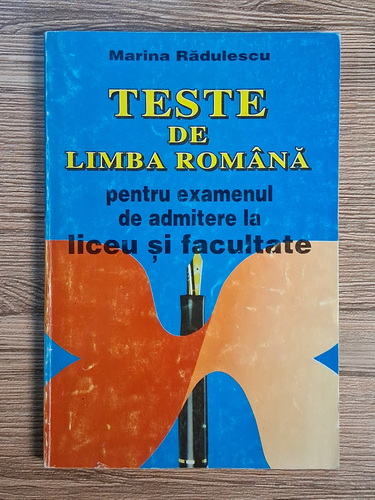 Marina Rădulescu
TESTE
DE
LIMBA ROMÂNĂ
pentru examenul
de admitere la
liceu și facultate